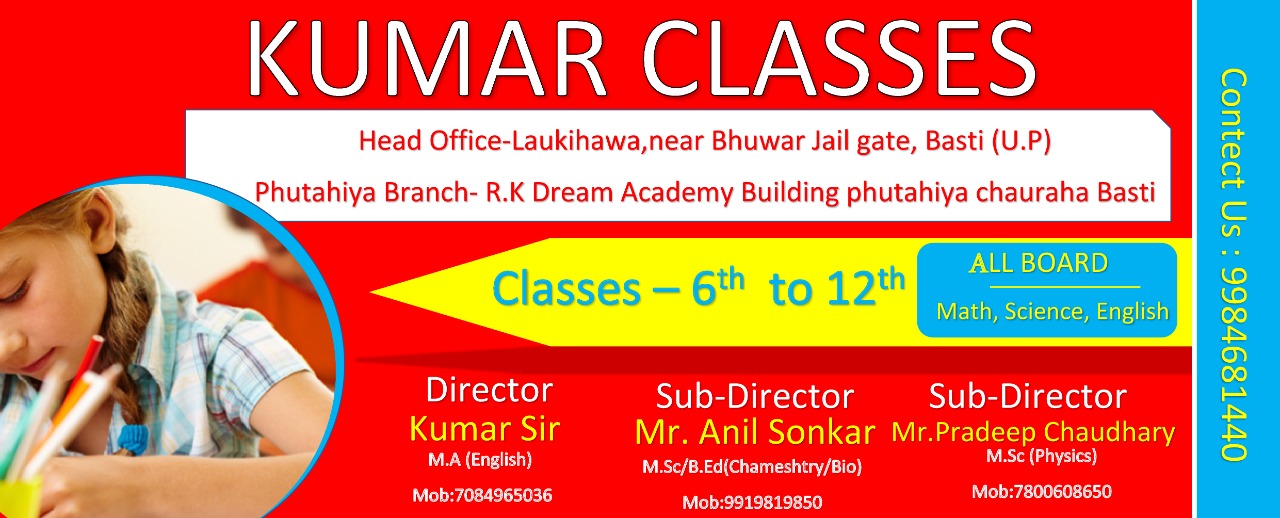 KUMAR CLASSES
Head Office-Laukihawa,near Bhuwar Jail gate, Basti (U.P)
Phutahiya Branch- R.K Dream Academy Building phutahiya chauraha Basti
Classes – 6th to 12th
ALL BOARD
Math, Science, English
Director
Kumar Sir
M.A (English)
Mob:7084965036
Sub-Director
Mr. Anil Sonkar
M.Sc/B.Ed(Chameshtry/Bio)
Mob:9919819850
Sub-Director
Mr.Pradeep Chaudhary
M.Sc (Physics)
Mob:7800608650
Contect Us : 9984681440